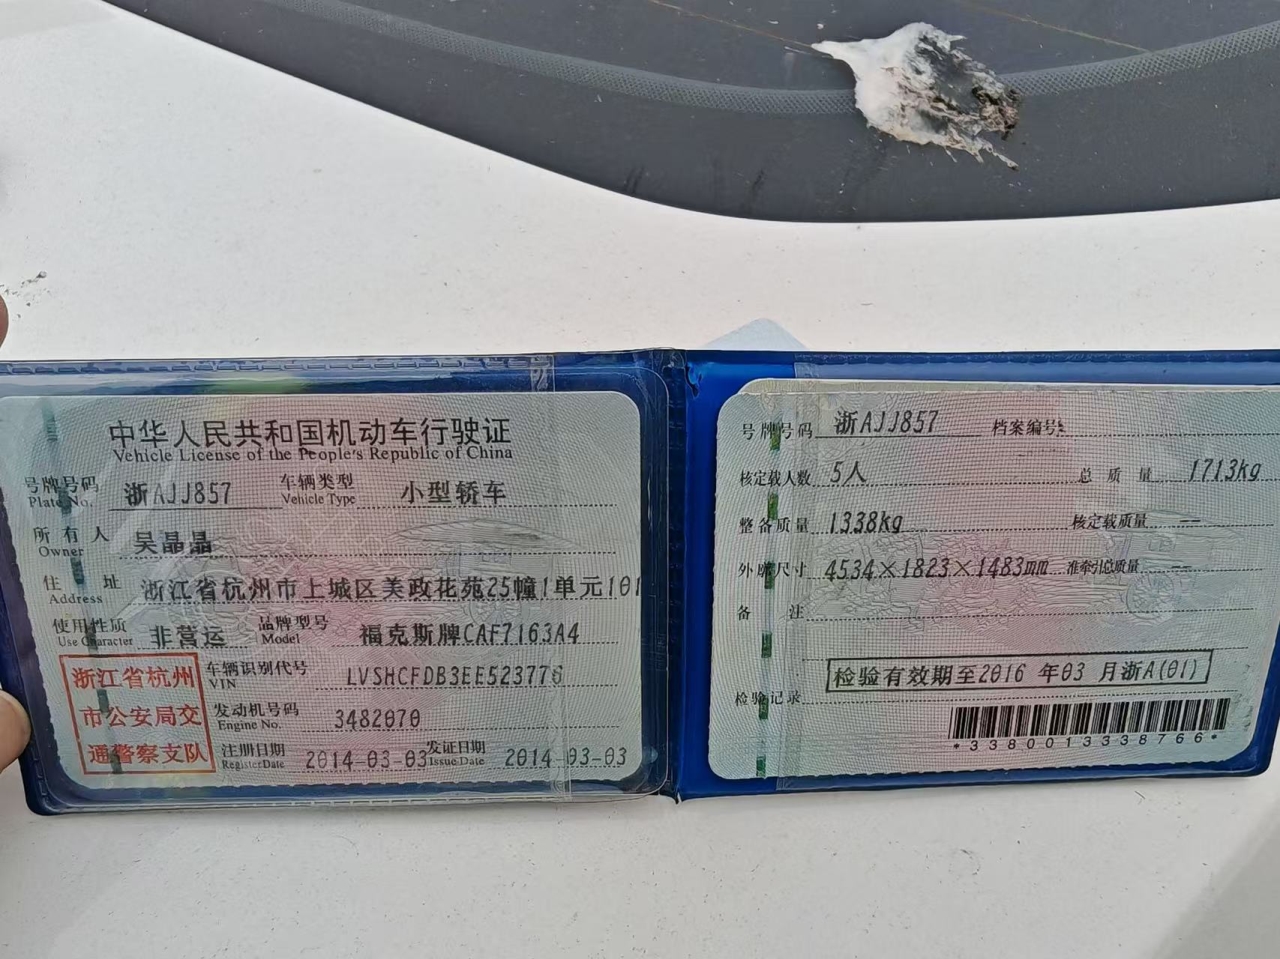 中华人民共和国机动车行驶证
Vehicle License of the People's Republic of China
号牌号码 浙AJJ857 车辆类型 小型轿车
Plate No. Vehicle Type
所有人 吴晶晶
Owner
住址 浙江省杭州市上城区美政花苑25幢1单元101
Address
使用性质 非营运 品牌型号 福克斯牌CAF7163A4
Use Character Model
浙江省杭州
市公安局交
通警察支队
车辆识别代号 LVSHCFDB3EE523776
VIN
发动机号码 3482070
Engine No.
注册日期 2014-03-03 发证日期 2014-03-03
Register Date Issue Date
号牌号码 浙AJJ857 档案编号
核定载人数 5人 总质量 1713kg
整备质量 1338kg 核定载质量 --
外廓尺寸 4534×1823×1483mm 准牵引总质量 --
备注
检验有效期至2016 年03 月浙A(01)
检验记录
*3380013338766*